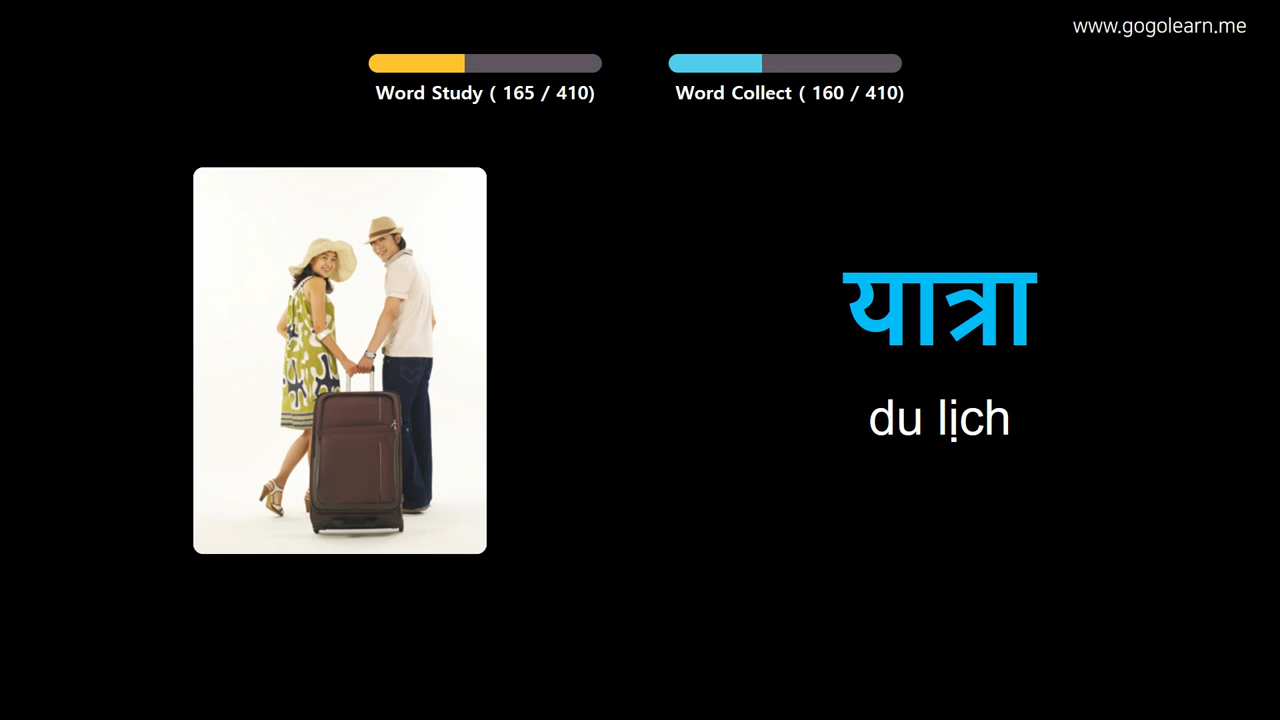 www.gogolearn.me
Word Study ( 165 / 410)
Word Collect ( 160 / 410)
यात्रा
du lịch